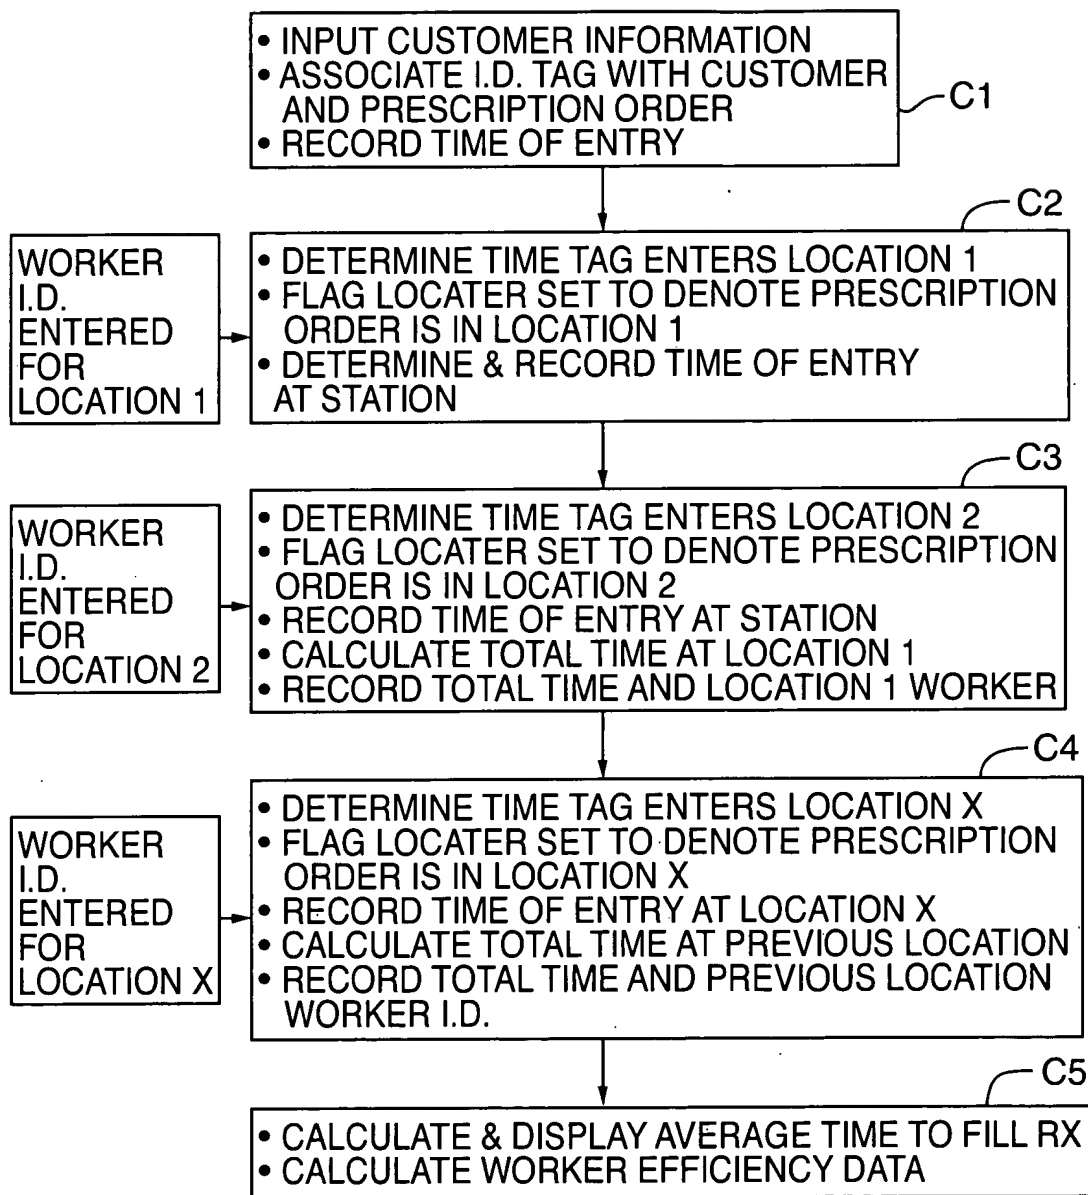 • INPUT CUSTOMER INFORMATION
• ASSOCIATE I.D. TAG WITH CUSTOMER
AND PRESCRIPTION ORDER
• RECORD TIME OF ENTRY
C1
C2
WORKER
I.D.
ENTERED
FOR
LOCATION 1
• DETERMINE TIME TAG ENTERS LOCATION 1
• FLAG LOCATER SET TO DENOTE PRESCRIPTION
ORDER IS IN LOCATION 1
• DETERMINE & RECORD TIME OF ENTRY
AT STATION
C3
WORKER
I.D.
ENTERED
FOR
LOCATION 2
• DETERMINE TIME TAG ENTERS LOCATION 2
• FLAG LOCATER SET TO DENOTE PRESCRIPTION
ORDER IS IN LOCATION 2
• RECORD TIME OF ENTRY AT STATION
• CALCULATE TOTAL TIME AT LOCATION 1
• RECORD TOTAL TIME AND LOCATION 1 WORKER
C4
WORKER
I.D.
ENTERED
FOR
LOCATION X
• DETERMINE TIME TAG ENTERS LOCATION X
• FLAG LOCATER SET TO DENOTE PRESCRIPTION
ORDER IS IN LOCATION X
• RECORD TIME OF ENTRY AT LOCATION X
• CALCULATE TOTAL TIME AT PREVIOUS LOCATION
• RECORD TOTAL TIME AND PREVIOUS LOCATION
WORKER I.D.
C5
• CALCULATE & DISPLAY AVERAGE TIME TO FILL RX
• CALCULATE WORKER EFFICIENCY DATA